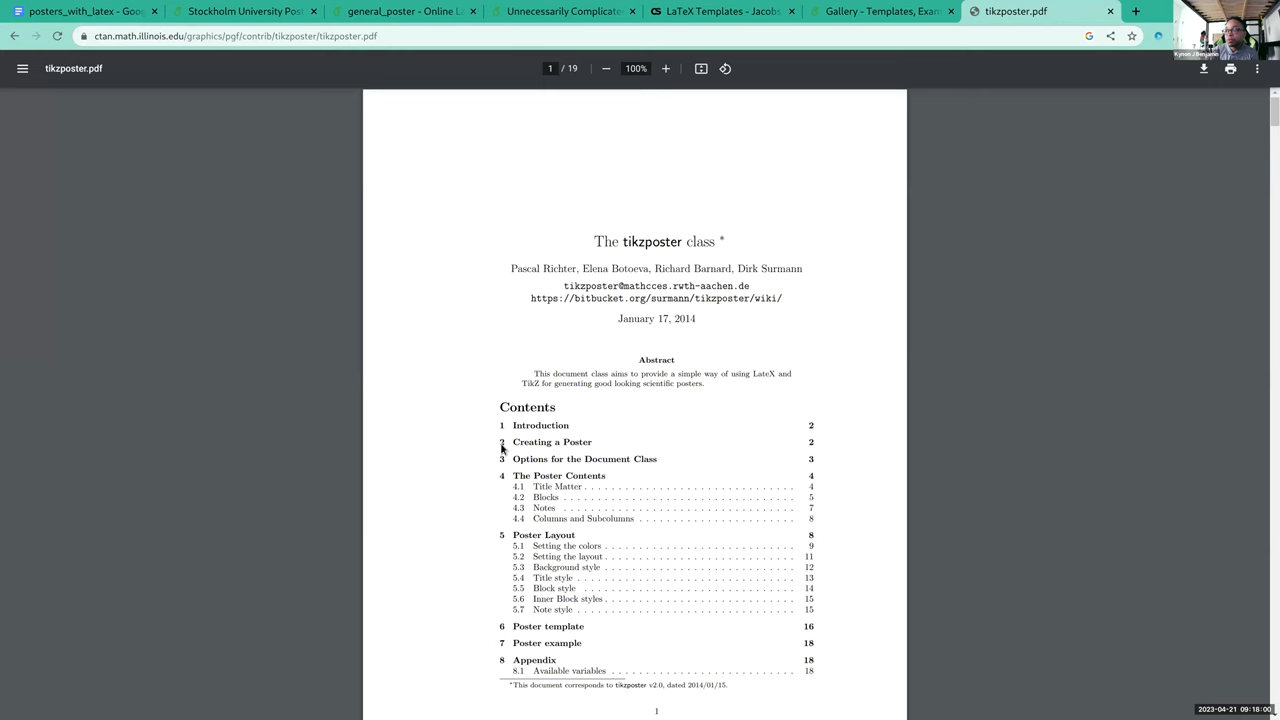 posters_with_latex - Goo
Stockholm University Post
general_poster - Online L
Unnecessary vertical whit
LaTeX Templates - Jacobs
Gallery - Templates, Exam
tikzposter.pdf
ctan.math.illinois.edu/graphics/pgf/contrib/tikzposter/tikzposter.pdf
Kynon J Benjamin
tikzposter.pdf
1 / 19
100%
The tikzposter class *
Pascal Richter, Elena Botoeva, Richard Barnard, Dirk Surmann
tikzposter@mathcces.rwth-aachen.de
https://bitbucket.org/surmann/tikzposter/wiki/
January 17, 2014
Abstract
This document class aims to provide a simple way of using LateX and
TikZ for generating good looking scientific posters.
Contents
1 Introduction 2
2 Creating a Poster 2
3 Options for the Document Class 3
4 The Poster Contents 4
4.1 Title Matter . . . . . . . . . . . . . . . . . . . . . . . . . . . 4
4.2 Blocks . . . . . . . . . . . . . . . . . . . . . . . . . . . . . 5
4.3 Notes . . . . . . . . . . . . . . . . . . . . . . . . . . . . . 7
4.4 Columns and Subcolumns . . . . . . . . . . . . . . . . . . . . 8
5 Poster Layout 8
5.1 Setting the colors . . . . . . . . . . . . . . . . . . . . . . . . 9
5.2 Setting the layout . . . . . . . . . . . . . . . . . . . . . . . . 11
5.3 Background style . . . . . . . . . . . . . . . . . . . . . . . . 12
5.4 Title style . . . . . . . . . . . . . . . . . . . . . . . . . . . 13
5.5 Block style . . . . . . . . . . . . . . . . . . . . . . . . . . . 14
5.6 Inner Block styles . . . . . . . . . . . . . . . . . . . . . . . . 15
5.7 Note style . . . . . . . . . . . . . . . . . . . . . . . . . . . 15
6 Poster template 16
7 Poster example 18
8 Appendix 18
8.1 Available variables . . . . . . . . . . . . . . . . . . . . . . . 18
*This document corresponds to tikzposter v2.0, dated 2014/01/15.
1
2023-04-21 09:18:00